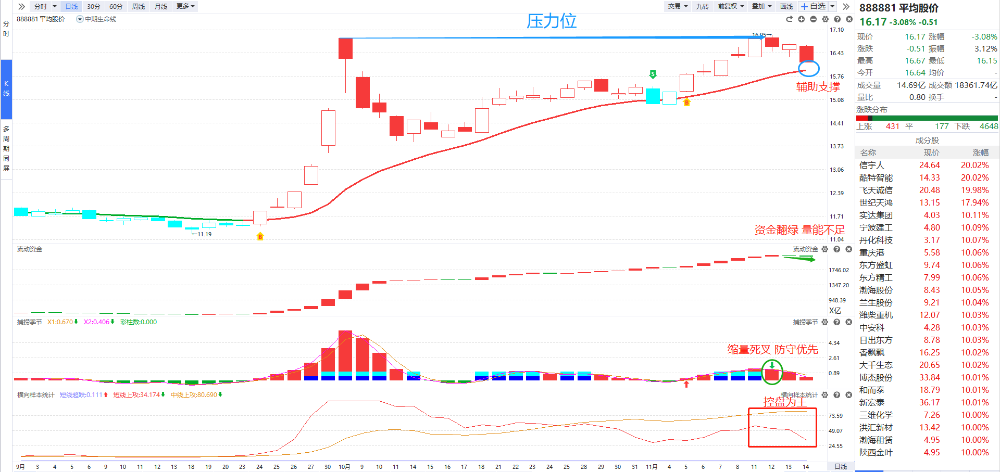 分时 日线 30分 60分 周线 月线 更多 交易 九转 前复权 叠加 画线 自选
888881 平均股价 中期生命线
分时
K线
多周期同屏
压力位
16.95
17.10
16.43
15.76
15.08
14.41
13.73
13.06
12.39
11.71
11.04
S
B
B
辅助支撑
11.19
资金翻绿 量能不足
流动资金 流动资金
1746.02
1347.20
948.39
X亿
捕捞季节 X1:0.670 X2:0.406 彩柱数:0.000 捕捞季节
4.34
2.61
0.89
缩量死叉 防守优先
横向样本统计 短线超跌:0.111 短线上攻:34.174 中线上攻:80.690 横向样本统计
控盘为王
73.59
49.07
24.55
9月 3 4 5 6 9 10 11 12 13 18 19 20 23 24 25 26 27 30 10月 9 10 11 14 15 16 17 18 21 22 23 24 25 28 29 30 31 11月 4 5 6 7 8 11 12 13 14 日线
888881 平均股价
16.17 -3.08% -0.51
现价 16.17 涨幅 -3.08%
涨跌 -0.51 振幅 3.12%
最高 16.67 最低 16.15
今开 16.64 均价 -
成交量 14.69亿 成交额 18361.74亿
量比 0.80 换手 -
涨跌分布
上涨 431 平 177 下跌 4648
成分股
名称 现价 涨幅
信宇人 24.64 20.02%
酷特智能 14.33 20.02%
飞天诚信 20.48 19.98%
世纪天鸿 13.15 17.94%
实达集团 4.03 10.11%
宁波建工 4.80 10.09%
丹化科技 3.17 10.07%
重庆港 5.58 10.06%
东方盛虹 9.74 10.06%
东方精工 7.99 10.06%
渤海股份 8.43 10.05%
兰生股份 9.21 10.04%
潍柴重机 12.07 10.03%
中安科 4.28 10.03%
日出东方 8.78 10.03%
香飘飘 16.25 10.02%
大千生态 20.65 10.02%
博杰股份 33.84 10.01%
和而泰 18.79 10.01%
新宏泰 36.17 10.01%
三维化学 7.26 10.00%
洪汇新材 13.42 10.00%
渤海租赁 4.95 10.00%
陕西金叶 4.95 10.00%